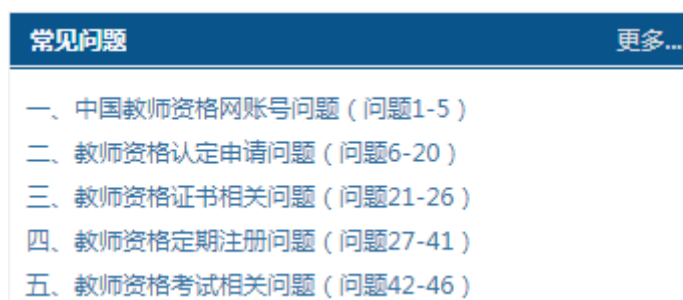 常见问题
更多...
一、中国教师资格网账号问题（问题1-5）
二、教师资格认定申请问题（问题6-20）
三、教师资格证书相关问题（问题21-26）
四、教师资格定期注册问题（问题27-41）
五、教师资格考试相关问题（问题42-46）